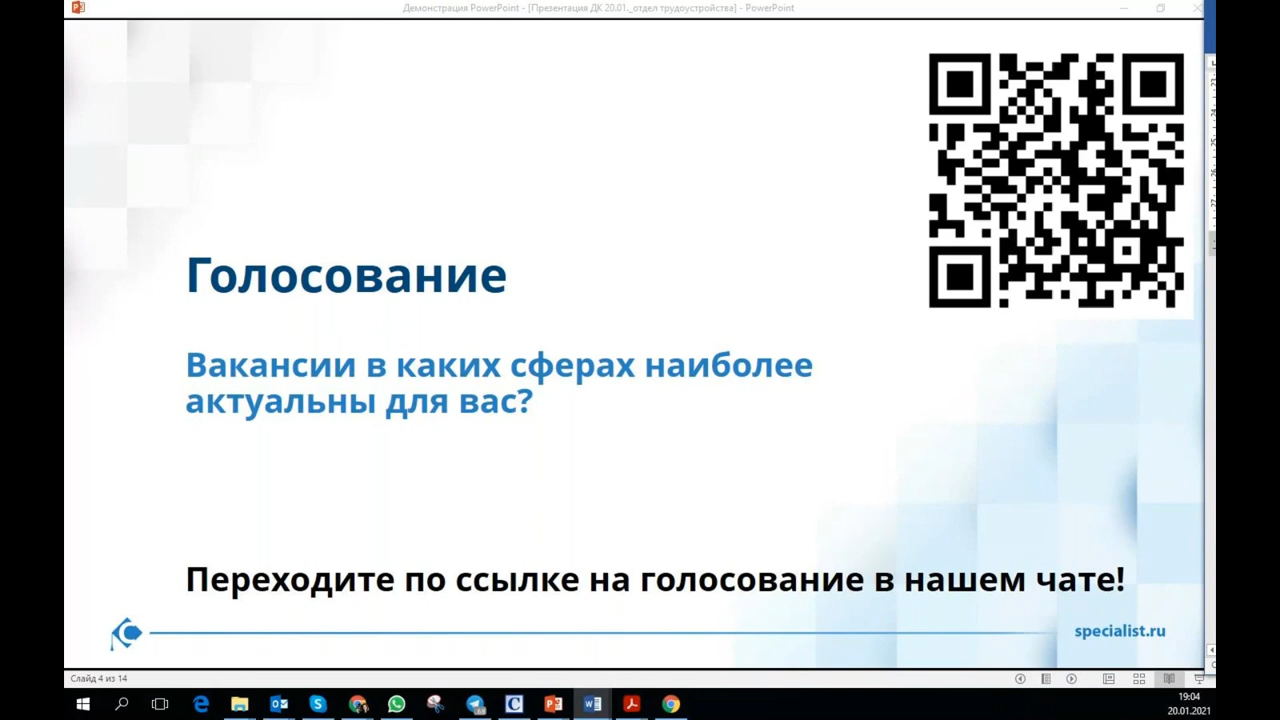 Демонстрация PowerPoint - [Презентация ДК 20.01._отдел трудоустройства] - PowerPoint
Голосование
Вакансии в каких сферах наиболее
актуальны для вас?
Переходите по ссылке на голосование в нашем чате!
specialist.ru
Слайд 4 из 14
19:04
20.01.2021